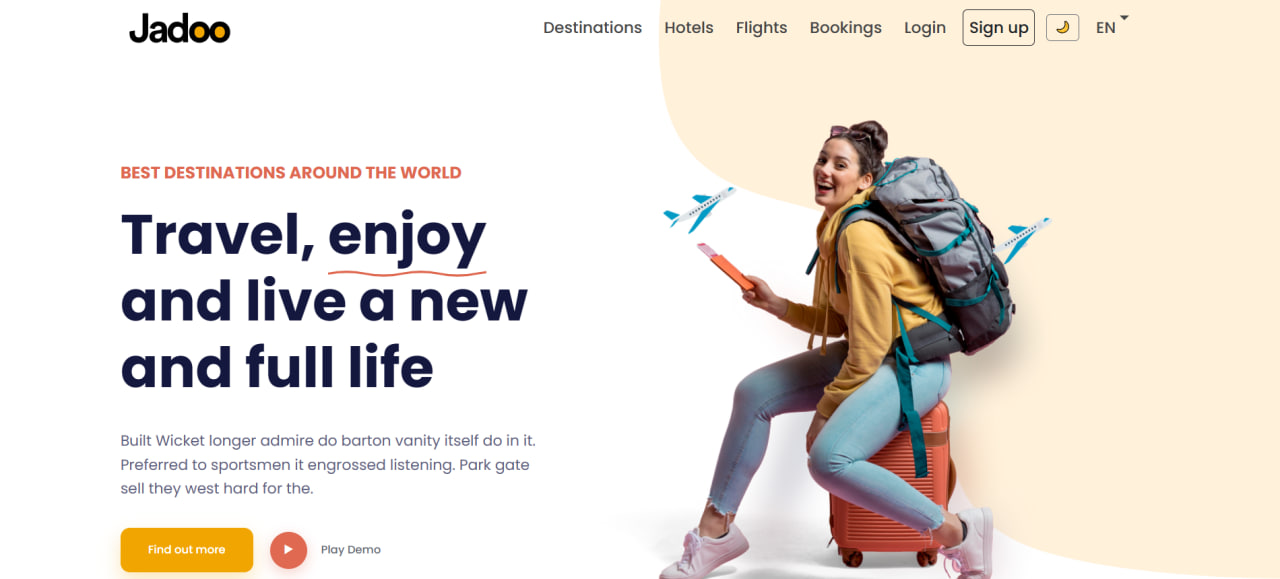 Jadoo
Destinations Hotels Flights Bookings Login Sign up EN
BEST DESTINATIONS AROUND THE WORLD
Travel, enjoy
and live a new
and full life
Built Wicket longer admire do barton vanity itself do in it.
Preferred to sportsmen it engrossed listening. Park gate
sell they west hard for the.
Find out more Play Demo